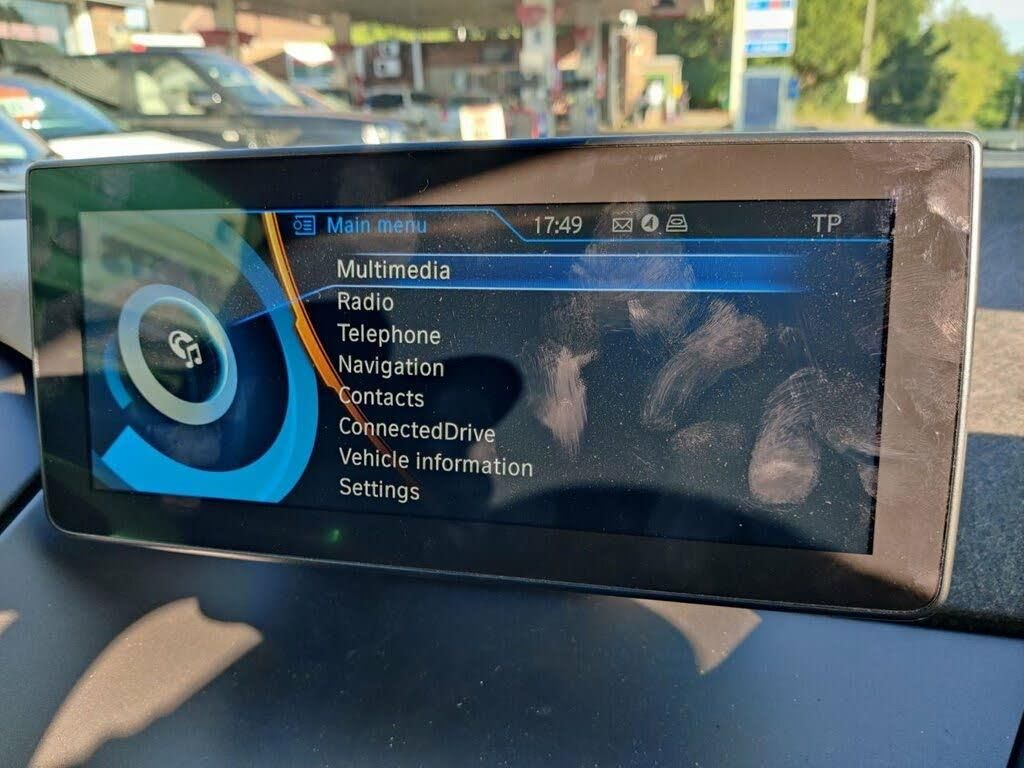 Main menu 17:49 TP
Multimedia
Radio
Telephone
Navigation
Contacts
ConnectedDrive
Vehicle information
Settings